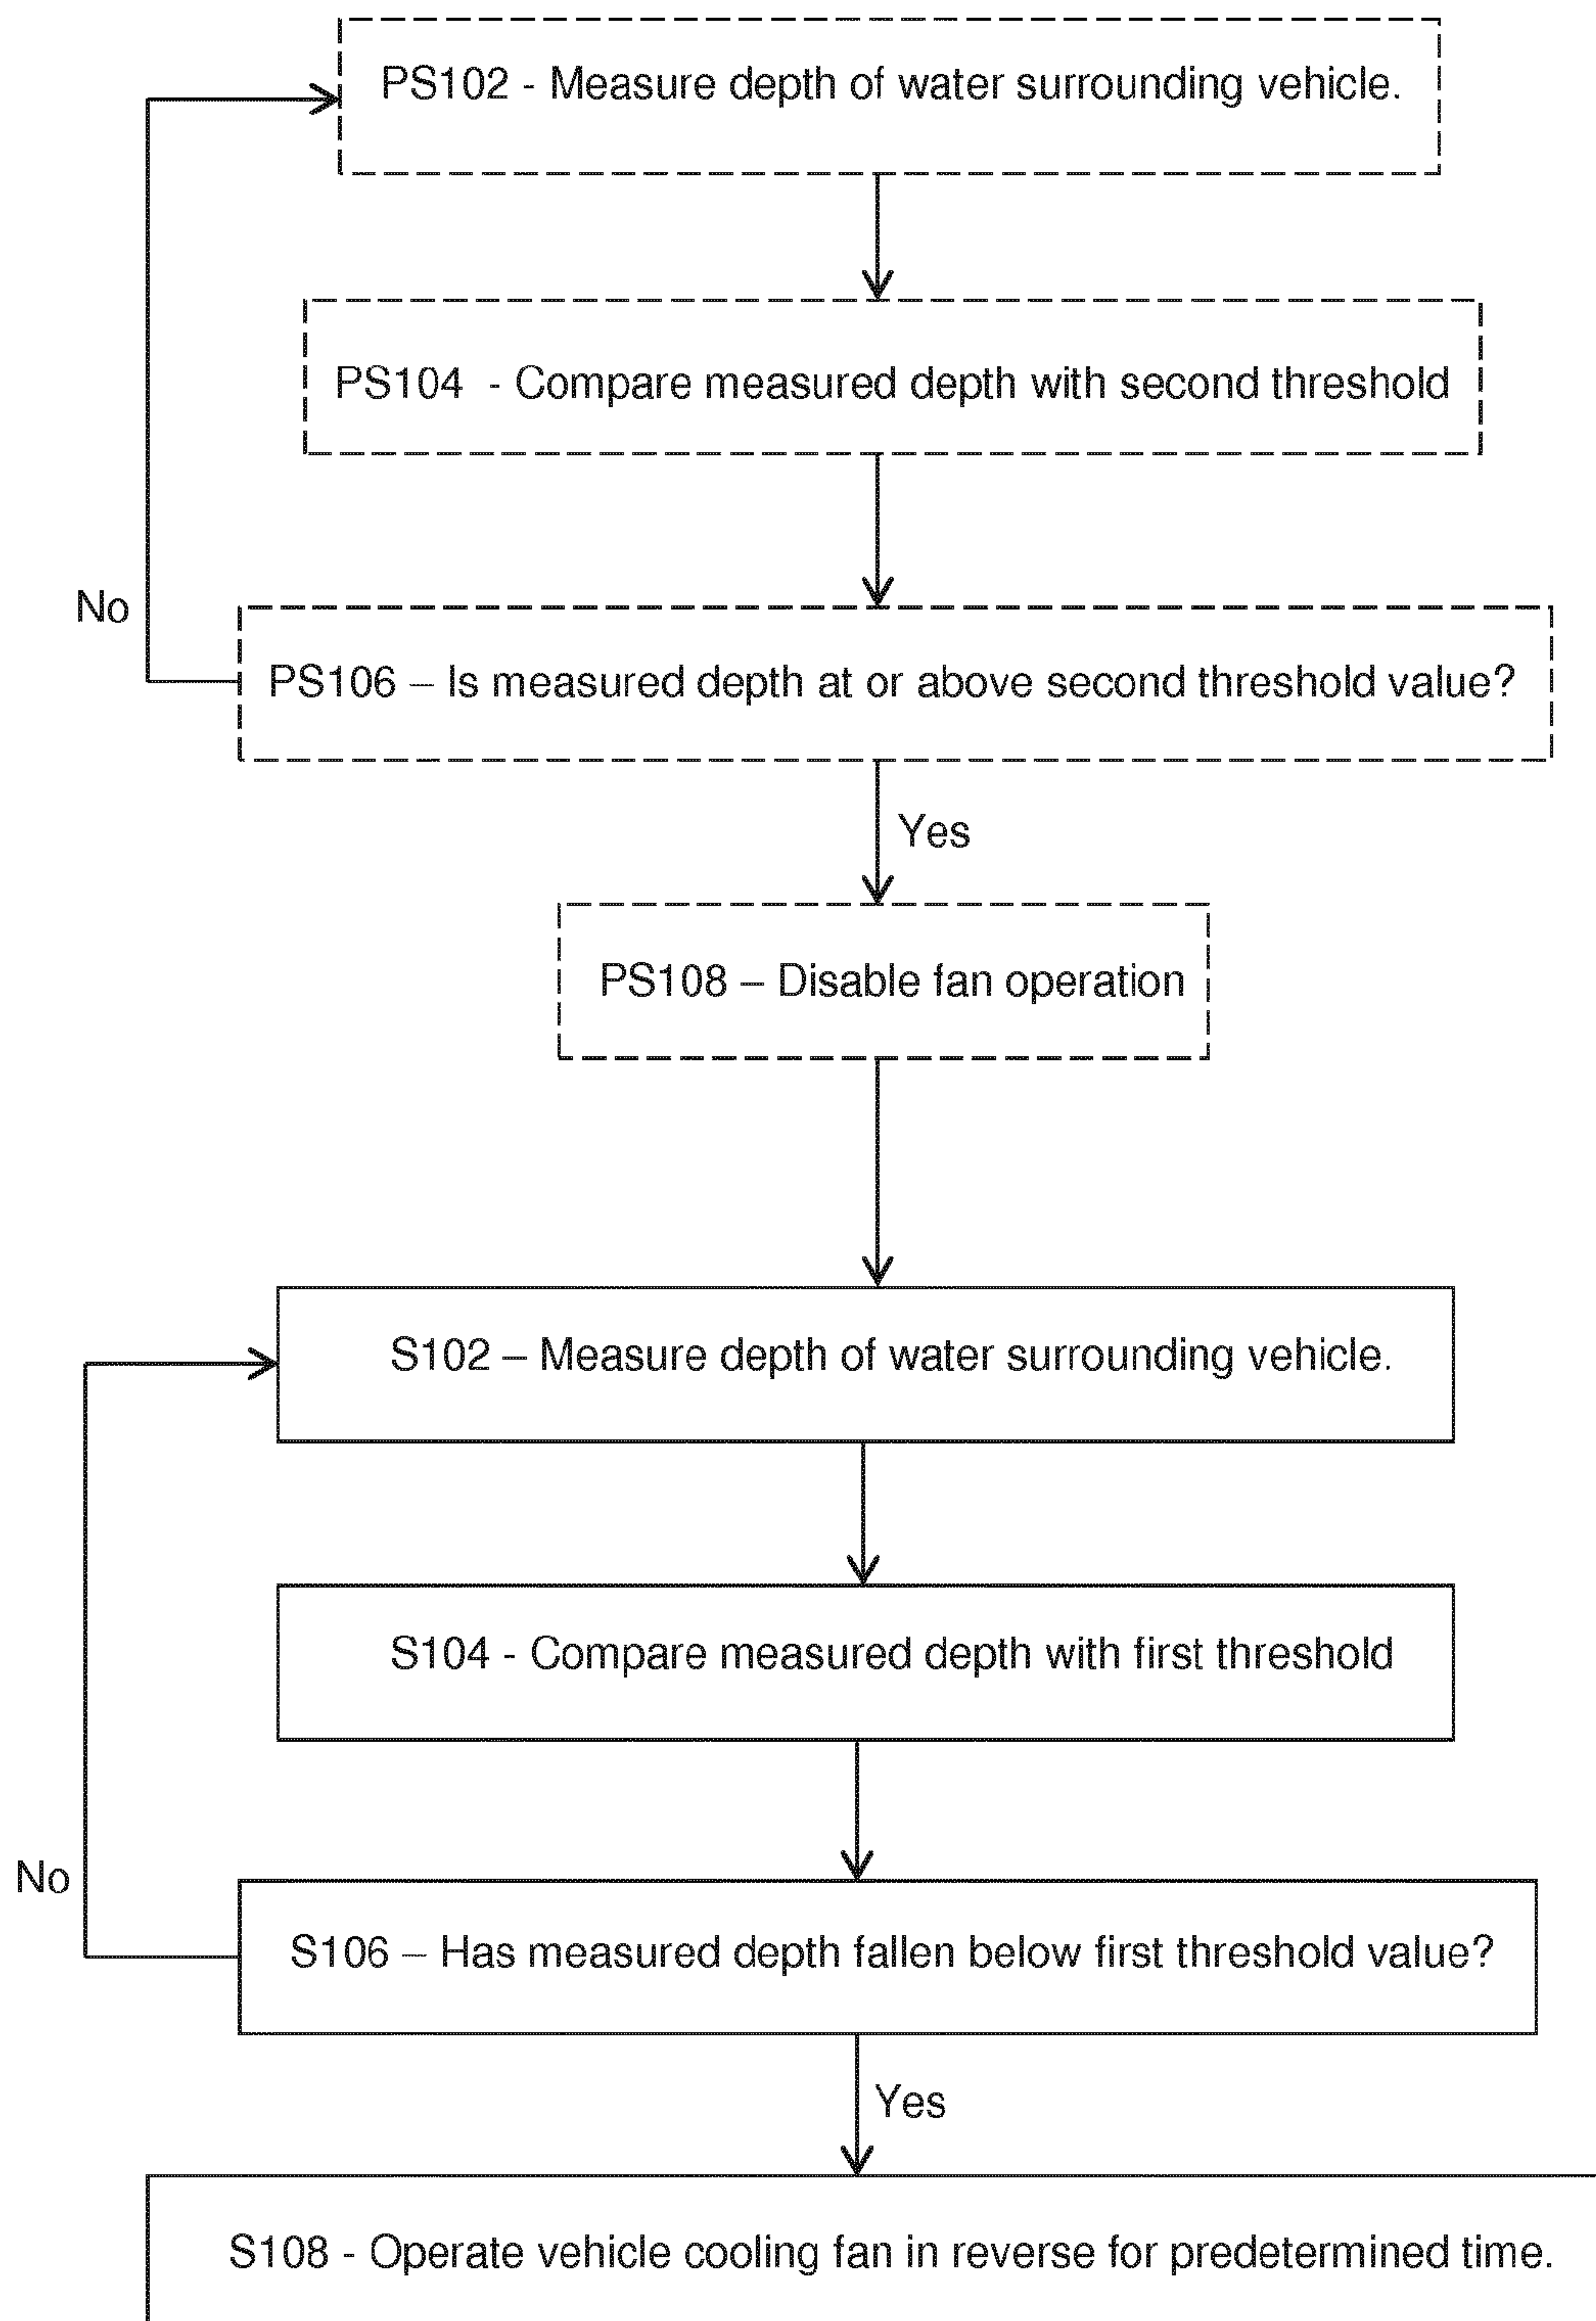 PS102 - Measure depth of water surrounding vehicle.
PS104 - Compare measured depth with second threshold
No
PS106 – Is measured depth at or above second threshold value?
Yes
PS108 – Disable fan operation
S102 – Measure depth of water surrounding vehicle.
S104 - Compare measured depth with first threshold
No
S106 – Has measured depth fallen below first threshold value?
Yes
S108 - Operate vehicle cooling fan in reverse for predetermined time.